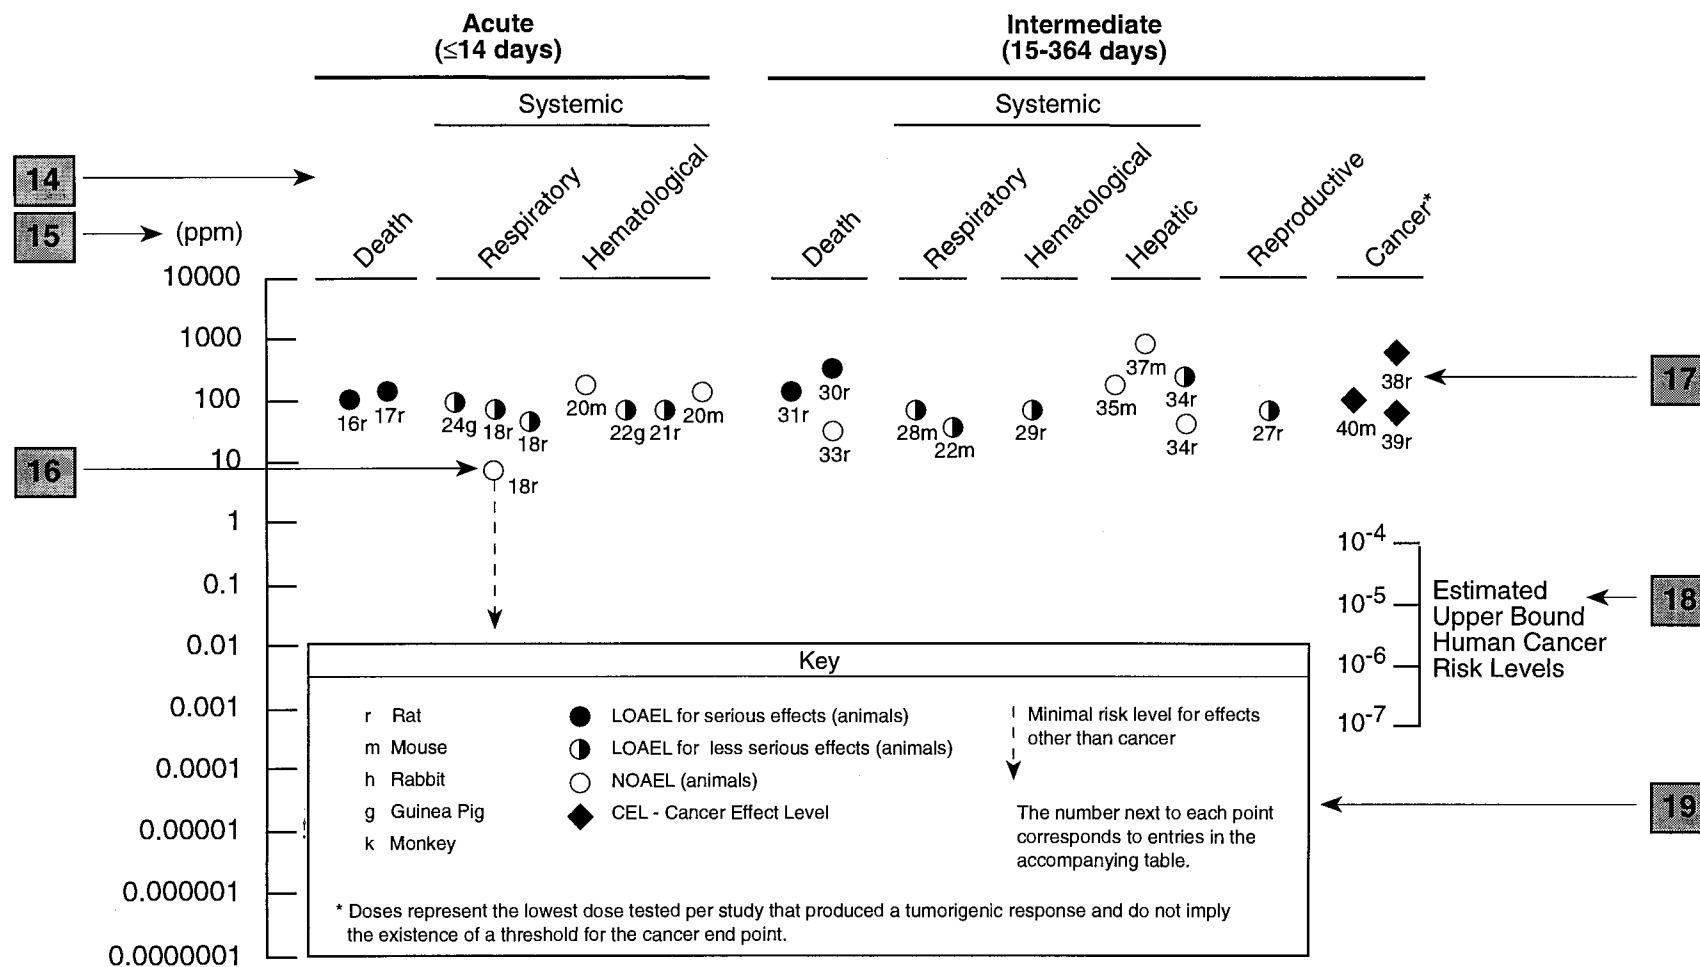 Acute
(≤14 days)
Intermediate
(15-364 days)
Systemic
Systemic
14
15
(ppm)
Death
Respiratory
Hematological
Death
Respiratory
Hematological
Hepatic
Reproductive
Cancer*
10000
1000
100
10
1
0.1
0.01
0.001
0.0001
0.00001
0.000001
0.0000001
16r
17r
24g
18r
18r
18r
20m
22g
21r
20m
31r
30r
33r
28m
22m
29r
35m
37m
34r
34r
27r
40m
38r
39r
16
17
18
19
10-4
10-5
10-6
10-7
Estimated
Upper Bound
Human Cancer
Risk Levels
Key
r Rat
m Mouse
h Rabbit
g Guinea Pig
k Monkey
LOAEL for serious effects (animals)
LOAEL for less serious effects (animals)
NOAEL (animals)
CEL - Cancer Effect Level
Minimal risk level for effects
other than cancer
The number next to each point
corresponds to entries in the
accompanying table.
* Doses represent the lowest dose tested per study that produced a tumorigenic response and do not imply
the existence of a threshold for the cancer end point.